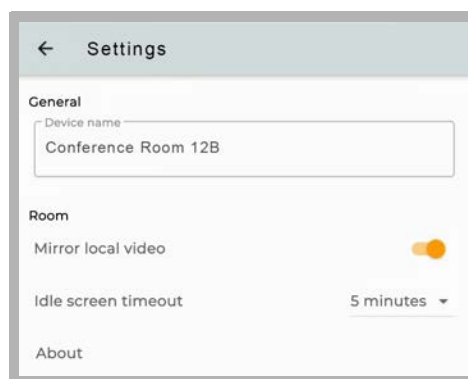 Settings
General
Device name
Conference Room 12B
Room
Mirror local video
Idle screen timeout 5 minutes
About